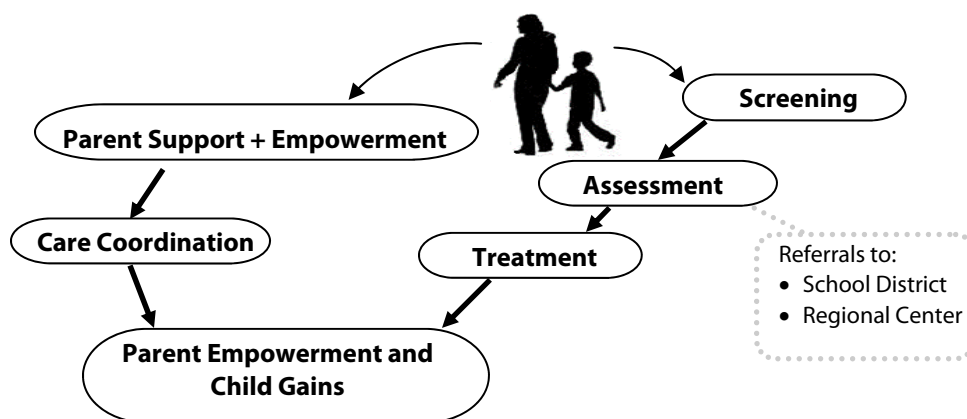 Screening
Parent Support + Empowerment
Assessment
Care Coordination
Treatment
Referrals to:
• School District
• Regional Center
Parent Empowerment and
Child Gains